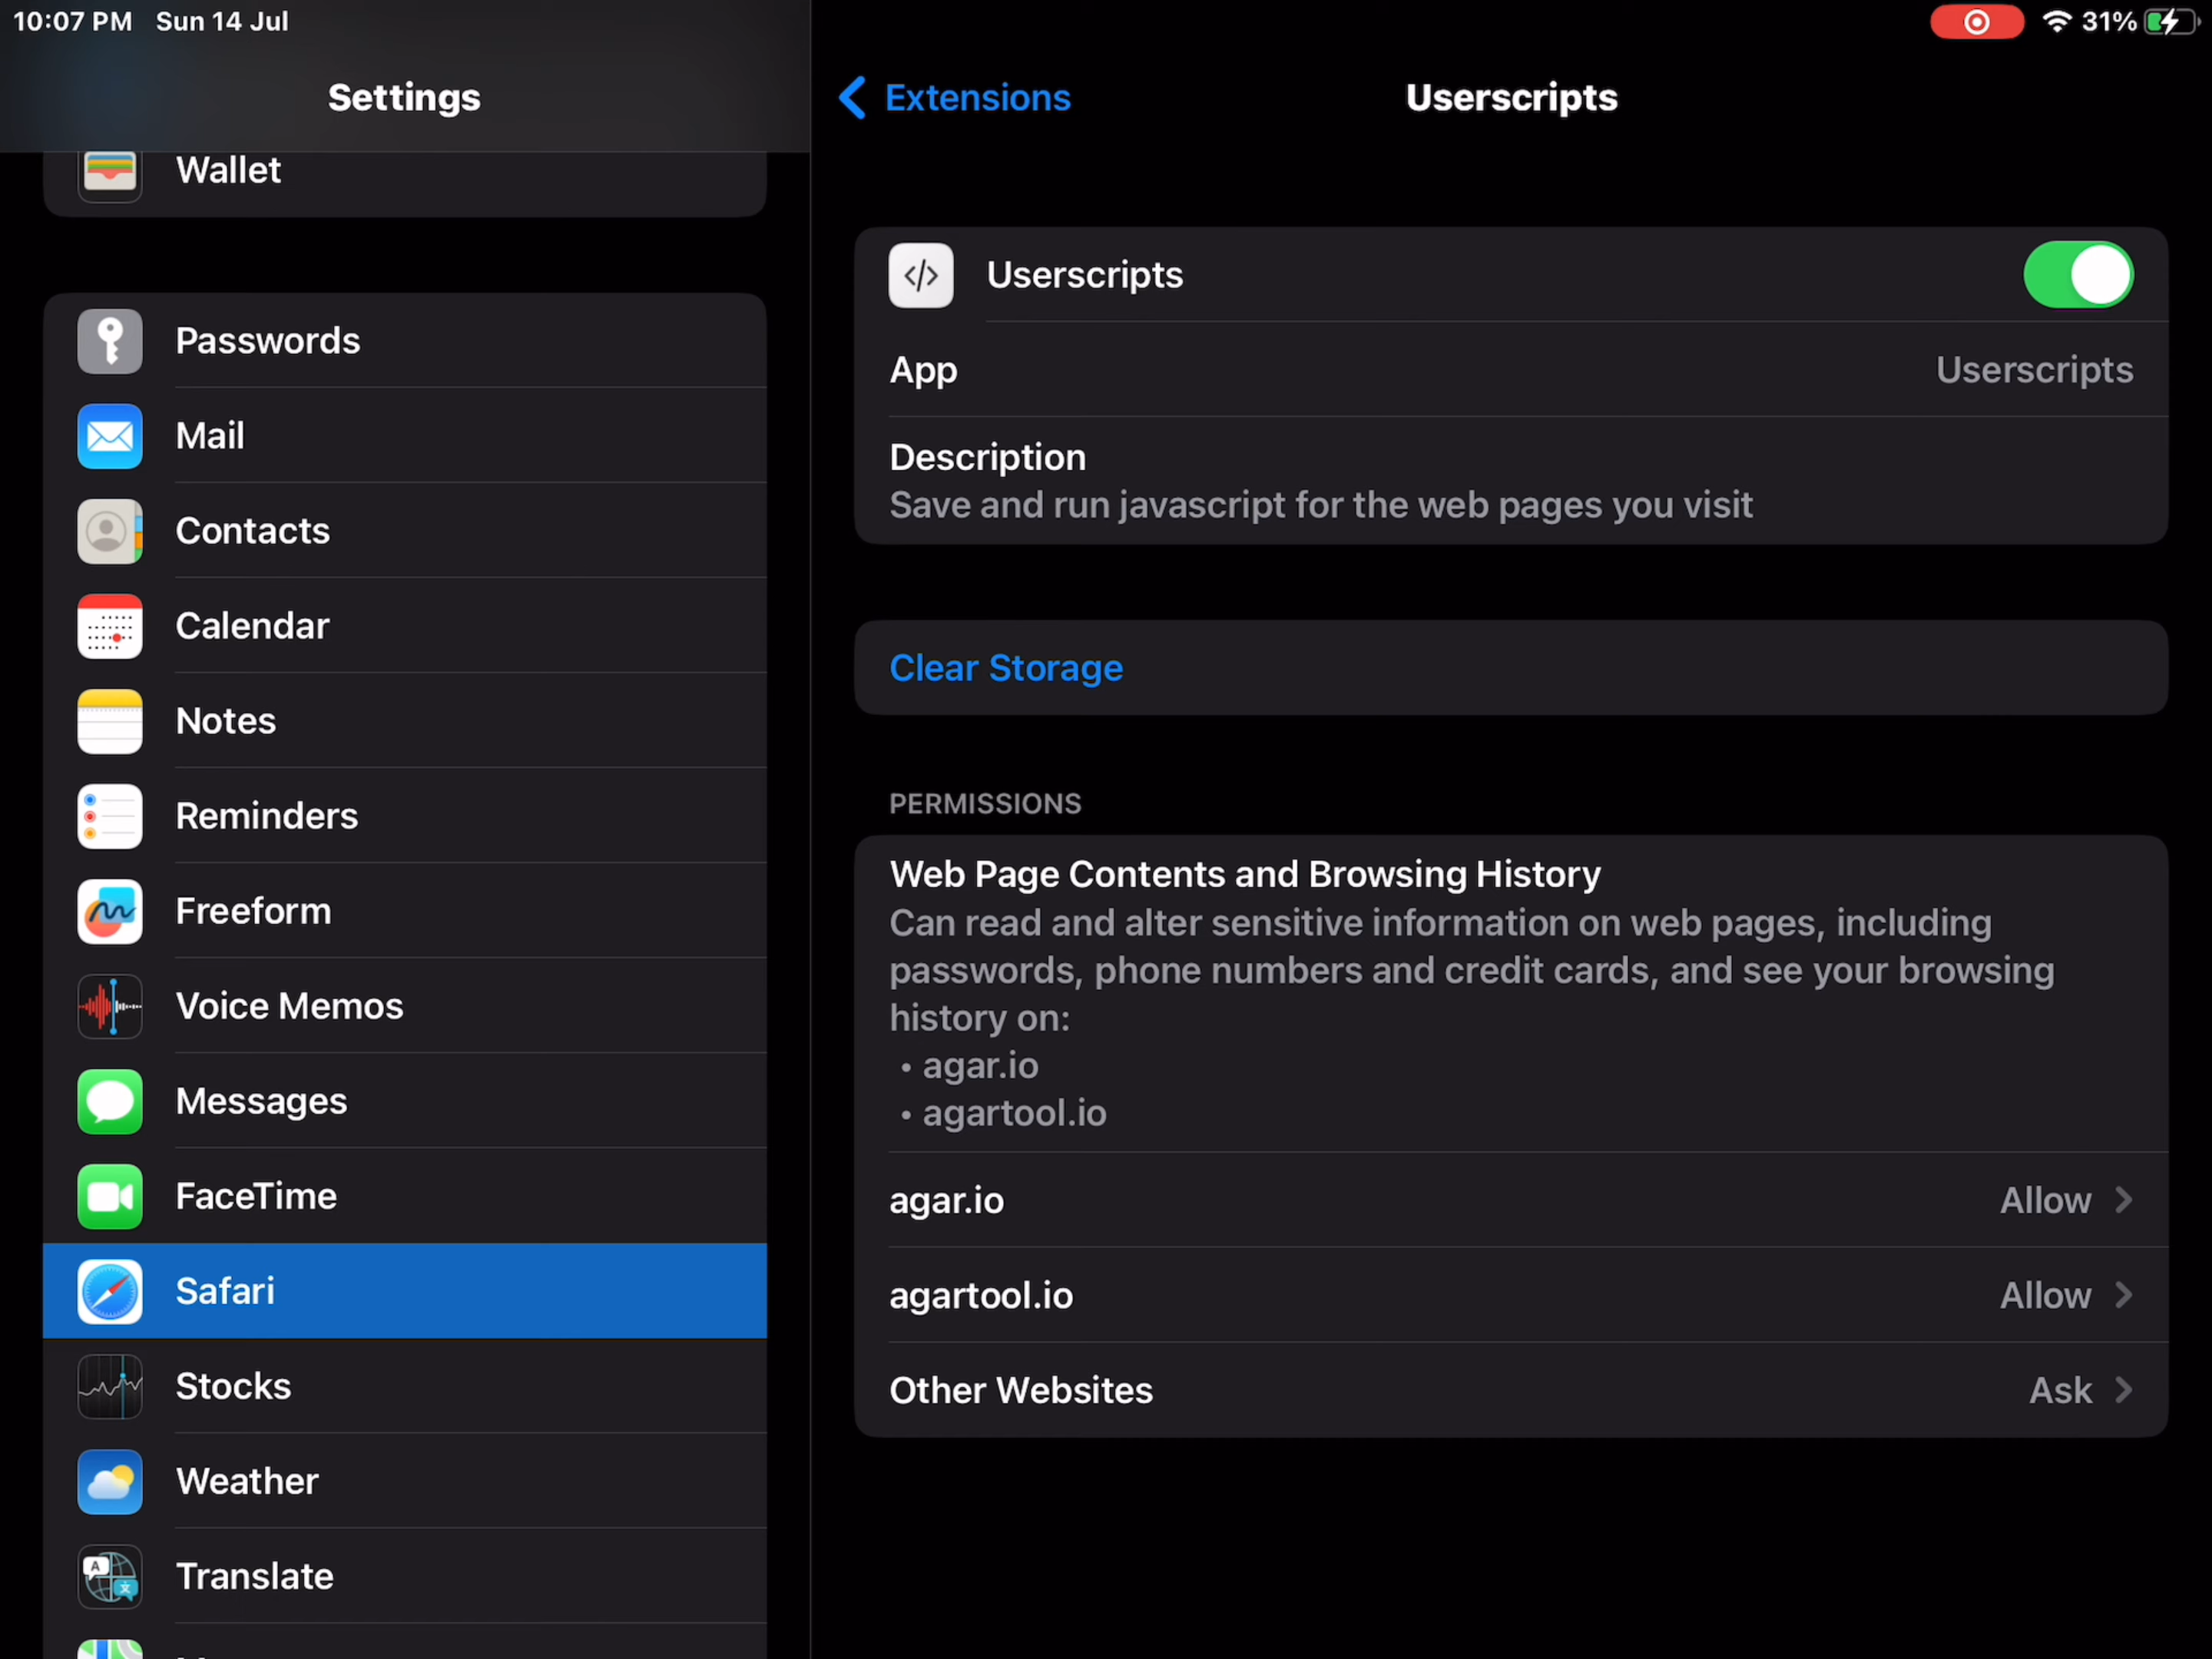 10:07 PM Sun 14 Jul
31%
Settings
Wallet
Passwords
Mail
Contacts
Calendar
Notes
Reminders
Freeform
Voice Memos
Messages
FaceTime
Safari
Stocks
Weather
Translate
Extensions
Userscripts
</> Userscripts
App Userscripts
Description
Save and run javascript for the web pages you visit
Clear Storage
PERMISSIONS
Web Page Contents and Browsing History
Can read and alter sensitive information on web pages, including
passwords, phone numbers and credit cards, and see your browsing
history on:
• agar.io
• agartool.io
agar.io Allow
agartool.io Allow
Other Websites Ask